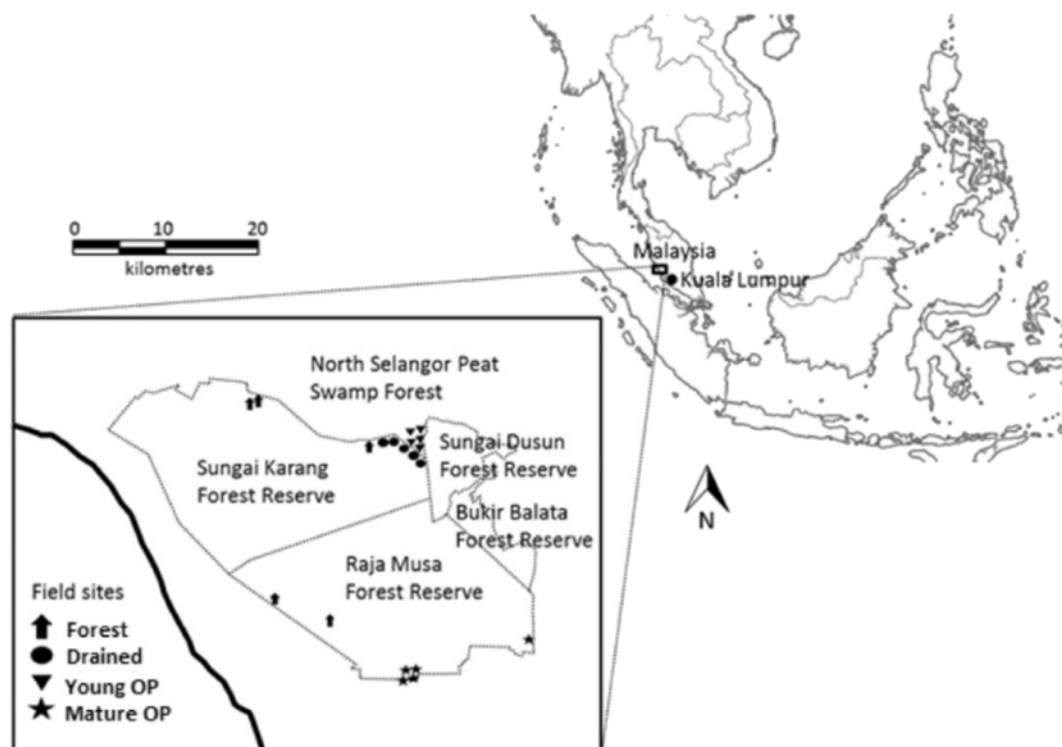 0 10 20
kilometres
Malaysia
Kuala Lumpur
N
North Selangor Peat
Swamp Forest
Sungai Dusun
Forest Reserve
Sungai Karang
Forest Reserve
Bukir Balata
Forest Reserve
Raja Musa
Forest Reserve
Field sites
Forest
Drained
Young OP
Mature OP